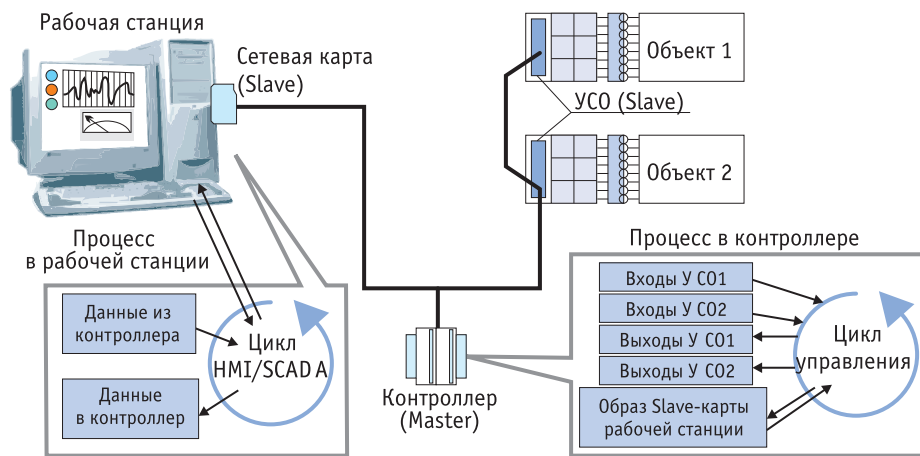 Рабочая станция
Сетевая карта
(Slave)
Объект 1
УСО (Slave)
Объект 2
Процесс
в рабочей станции
Данные из
контроллера
Данные
в контроллер
Цикл
HMI/SCAD A
Контроллер
(Master)
Процесс в контроллере
Входы У СО1
Входы У СО2
Выходы У СО1
Выходы У СО2
Образ Slave-карты
рабочей станции
Цикл
управления